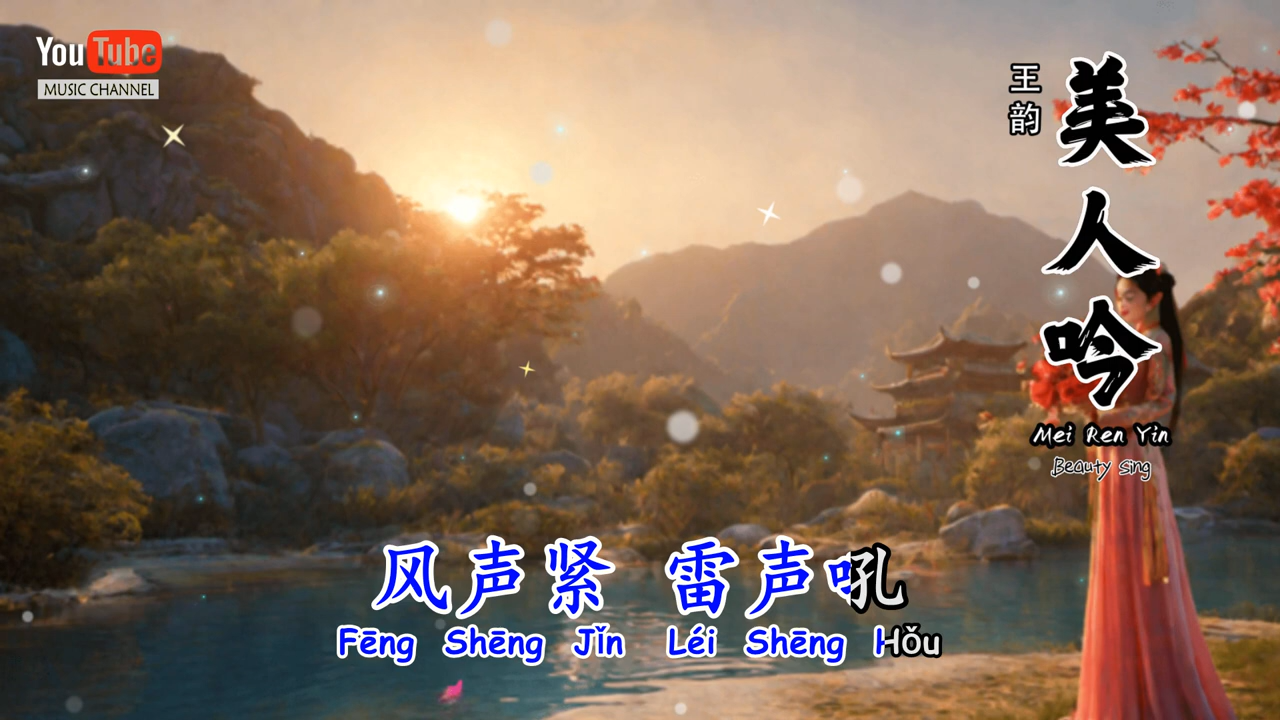 YouTube
MUSIC CHANNEL
王韵
美人吟
Mei Ren Yin
Beauty Sing
风声紧 雷声吼
Fēng Shēng Jǐn Léi Shēng Hǒu